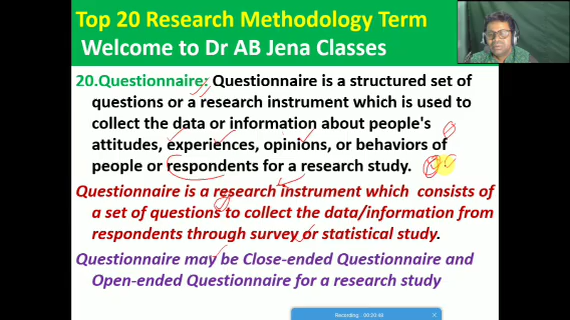 Top 20 Research Methodology Term
Welcome to Dr AB Jena Classes
20.Questionnaire: Questionnaire is a structured set of
questions or a research instrument which is used to
collect the data or information about people's
attitudes, experiences, opinions, or behaviors of
people or respondents for a research study.
Questionnaire is a research instrument which consists of
a set of questions to collect the data/information from
respondents through survey or statistical study.
Questionnaire may be Close-ended Questionnaire and
Open-ended Questionnaire for a research study